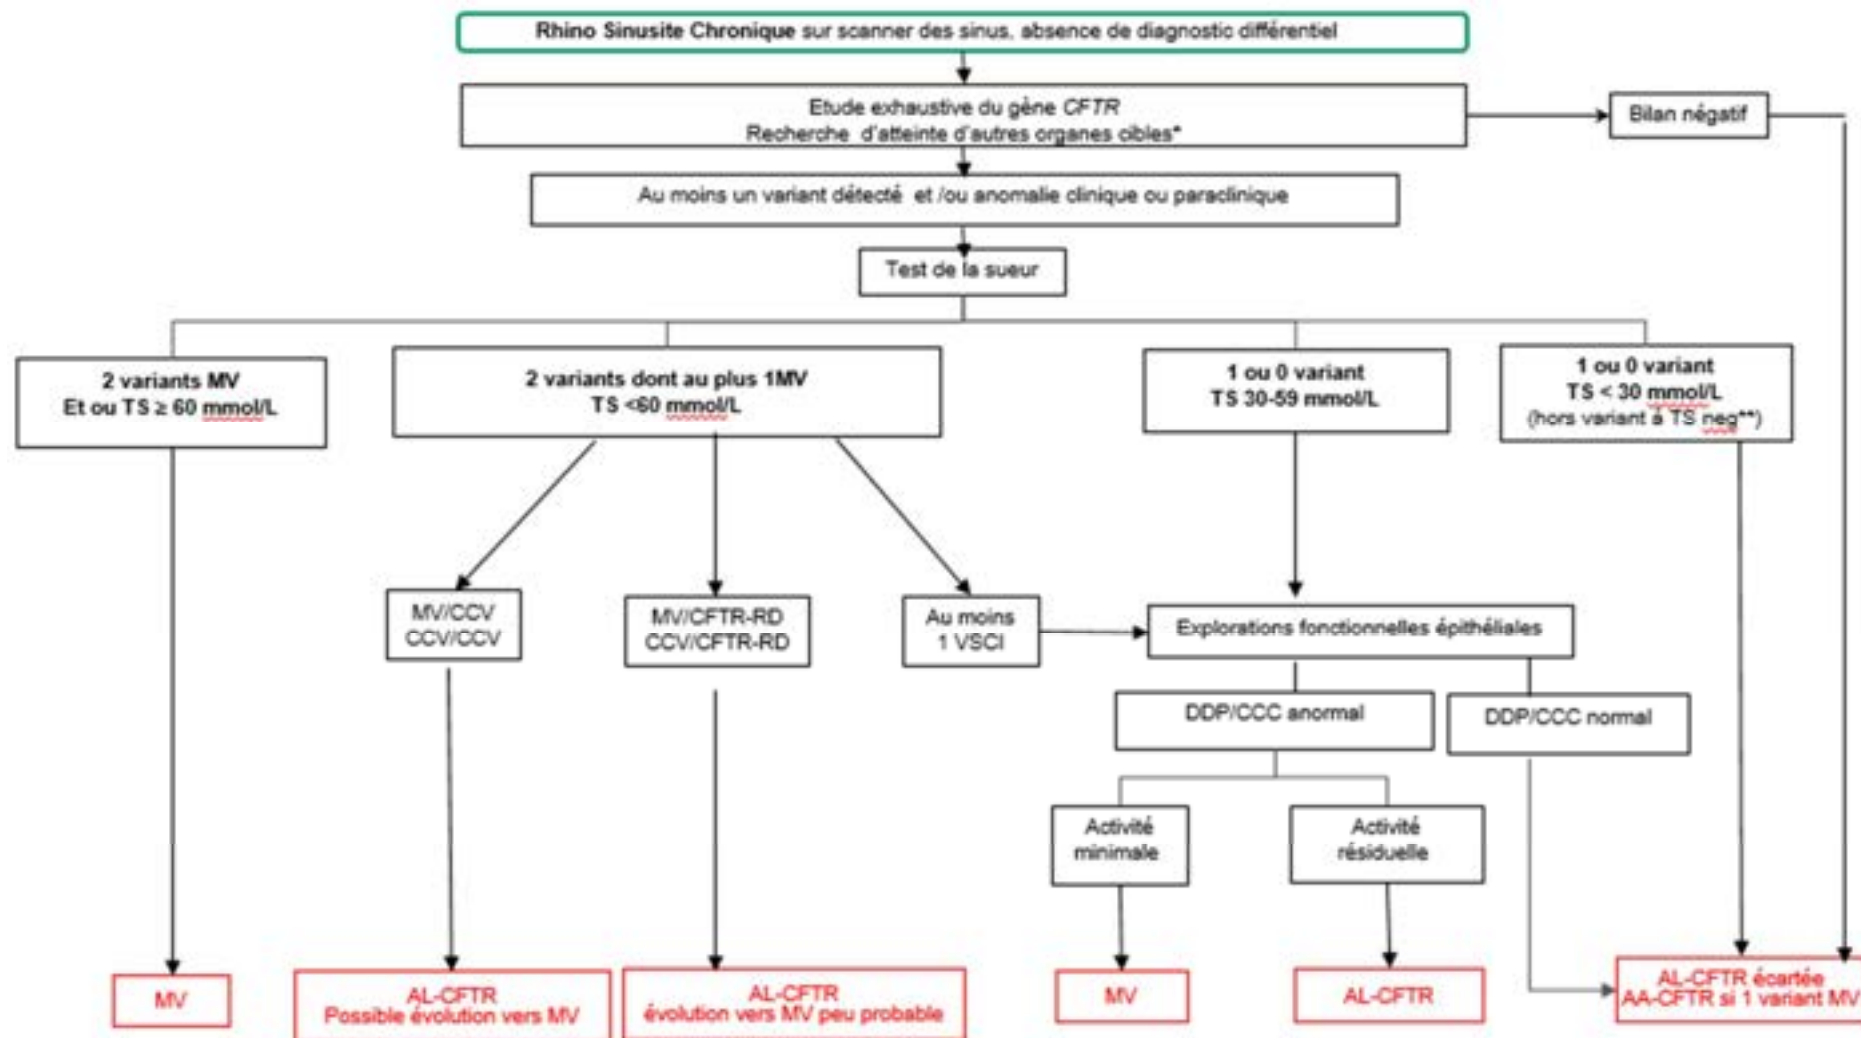 Rhino Sinusite Chronique sur scanner des sinus, absence de diagnostic différentiel
Etude exhaustive du gène CFTR
Recherche d'atteinte d'autres organes cibles*
Bilan négatif
Au moins un variant détecté et /ou anomalie clinique ou paraclinique
Test de la sueur
2 variants MV
Et ou TS ≥ 60 mmol/L
2 variants dont au plus 1MV
TS <60 mmol/L
1 ou 0 variant
TS 30-59 mmol/L
1 ou 0 variant
TS < 30 mmol/L
(hors variant à TS neg**)
MV/CCV
CCV/CCV
MV/CFTR-RD
CCV/CFTR-RD
Au moins
1 VSCI
Explorations fonctionnelles épithéliales
DDP/CCC anormal
DDP/CCC normal
Activité
minimale
Activité
résiduelle
MV
AL-CFTR
Possible évolution vers MV
AL-CFTR
évolution vers MV peu probable
MV
AL-CFTR
AL-CFTR écartée
AA-CFTR si 1 variant MV